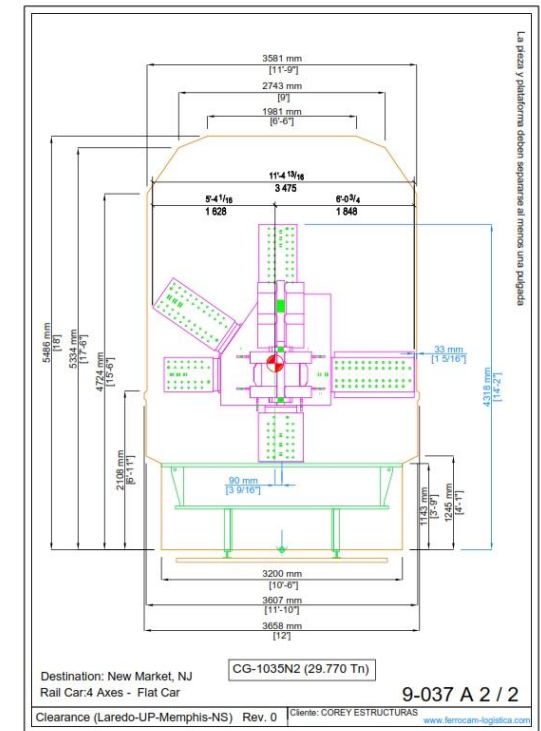 3581 mm
[11'-9"]
2743 mm
[9']
1981 mm
[6'-6"]
La pieza y plataforma deben separarse al menos una pulgada
11'-4 13/16
3 475
5'-4 1/16
1 628
6'-0 3/4
1 848
5486 mm
[18']
5334 mm
[17'-6"]
4724 mm
[15'-6"]
33 mm
[1 5/16"]
4318 mm
[14'-2"]
2108 mm
[6'-11"]
90 mm
[3 9/16"]
1143 mm
[3'-9"]
1245 mm
[4'-1"]
3200 mm
[10'-6"]
3607 mm
[11'-10"]
3658 mm
[12']
CG-1035N2 (29.770 Tn)
Destination: New Market, NJ
Rail Car:4 Axes - Flat Car
9-037 A 2 / 2
Clearance (Laredo-UP-Memphis-NS) Rev. 0
Cliente: COREY ESTRUCTURAS
www.ferrocam-logistica.com